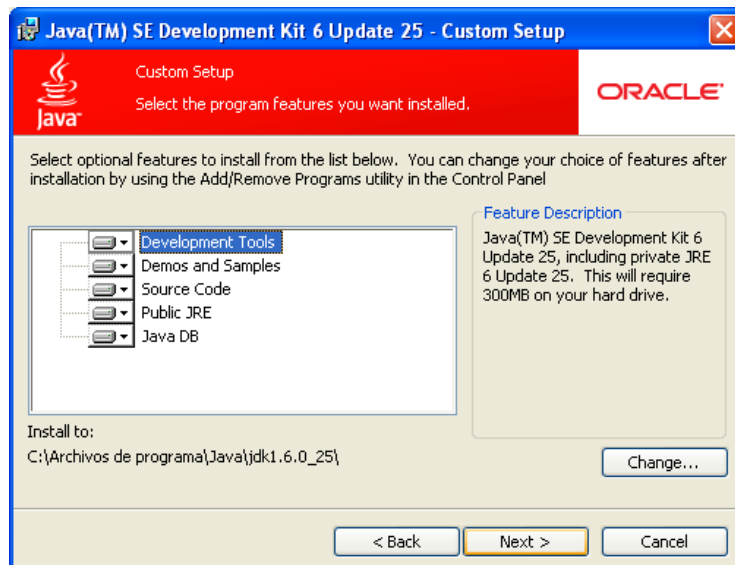 Java(TM) SE Development Kit 6 Update 25 - Custom Setup
Custom Setup
Select the program features you want installed.
Java
ORACLE
Select optional features to install from the list below. You can change your choice of features after
installation by using the Add/Remove Programs utility in the Control Panel
Development Tools
Demos and Samples
Source Code
Public JRE
Java DB
Feature Description
Java(TM) SE Development Kit 6
Update 25, including private JRE
6 Update 25. This will require
300MB on your hard drive.
Install to:
C:\Archivos de programa\Java\jdk1.6.0_25\
Change...
< Back
Next >
Cancel